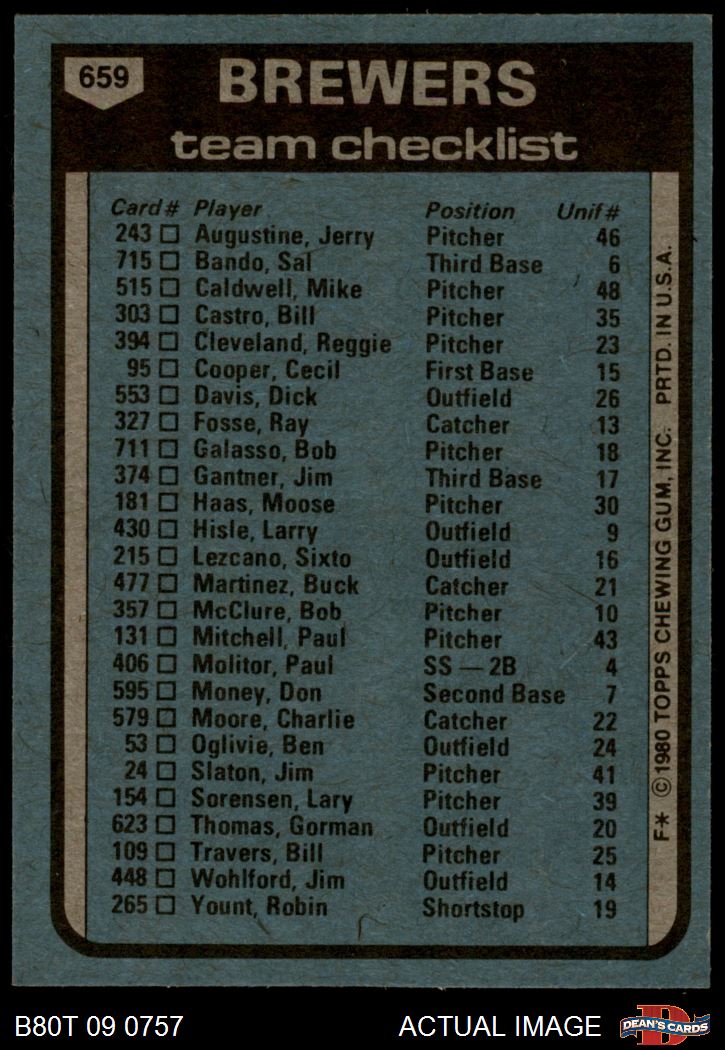 659
BREWERS
team checklist
Card# Player Position Unif#
243 □ Augustine, Jerry Pitcher 46
715 □ Bando, Sal Third Base 6
515 □ Caldwell, Mike Pitcher 48
303 □ Castro, Bill Pitcher 35
394 □ Cleveland, Reggie Pitcher 23
95 □ Cooper, Cecil First Base 15
553 □ Davis, Dick Outfield 26
327 □ Fosse, Ray Catcher 13
711 □ Galasso, Bob Pitcher 18
374 □ Gantner, Jim Third Base 17
181 □ Haas, Moose Pitcher 30
430 □ Hisle, Larry Outfield 9
215 □ Lezcano, Sixto Outfield 16
477 □ Martinez, Buck Catcher 21
357 □ McClure, Bob Pitcher 10
131 □ Mitchell, Paul Pitcher 43
406 □ Molitor, Paul SS — 2B 4
595 □ Money, Don Second Base 7
579 □ Moore, Charlie Catcher 22
53 □ Oglivie, Ben Outfield 24
24 □ Slaton, Jim Pitcher 41
154 □ Sorensen, Lary Pitcher 39
623 □ Thomas, Gorman Outfield 20
109 □ Travers, Bill Pitcher 25
448 □ Wohlford, Jim Outfield 14
265 □ Yount, Robin Shortstop 19
F* © 1980 TOPPS CHEWING GUM, INC. PRTD. IN U.S.A.
B80T 09 0757 ACTUAL IMAGE
D
DEAN'S CARDS